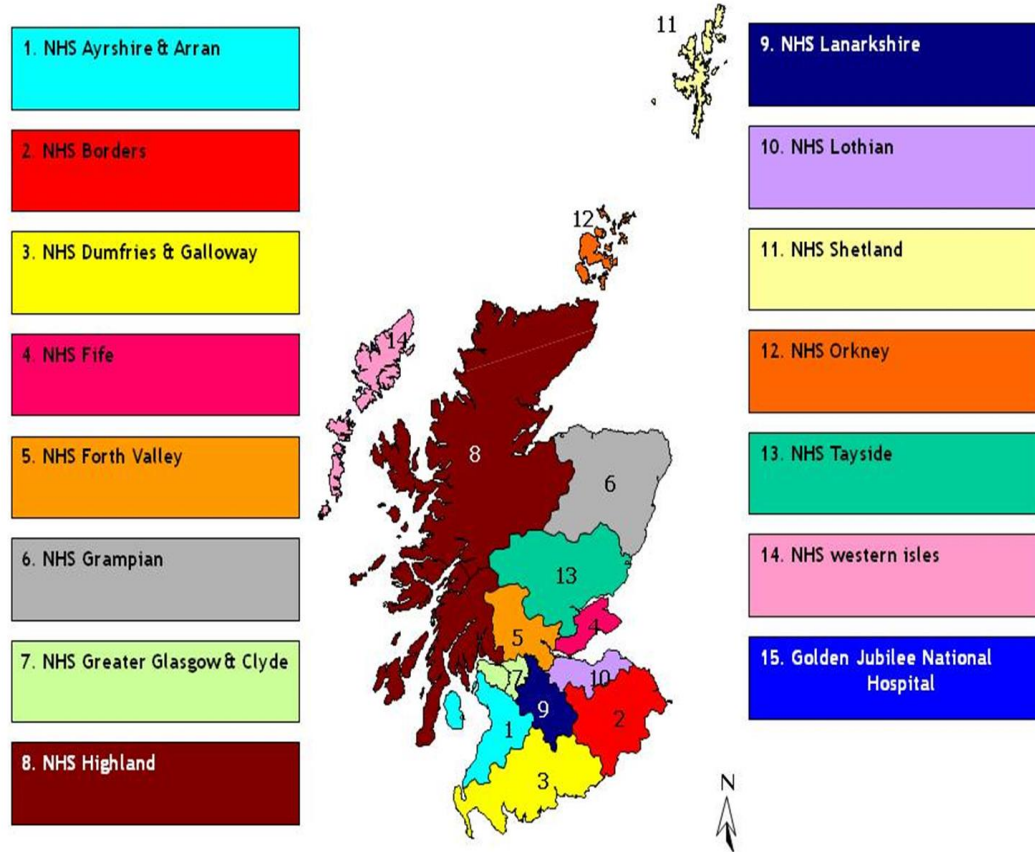 1. NHS Ayrshire & Arran
2. NHS Borders
3. NHS Dumfries & Galloway
4. NHS Fife
5. NHS Forth Valley
6. NHS Grampian
7. NHS Greater Glasgow & Clyde
8. NHS Highland
9. NHS Lanarkshire
10. NHS Lothian
11. NHS Shetland
12. NHS Orkney
13. NHS Tayside
14. NHS western isles
15. Golden Jubilee National
Hospital
11
12
14
8
6
13
4
5
7
10
9
2
1
3
N